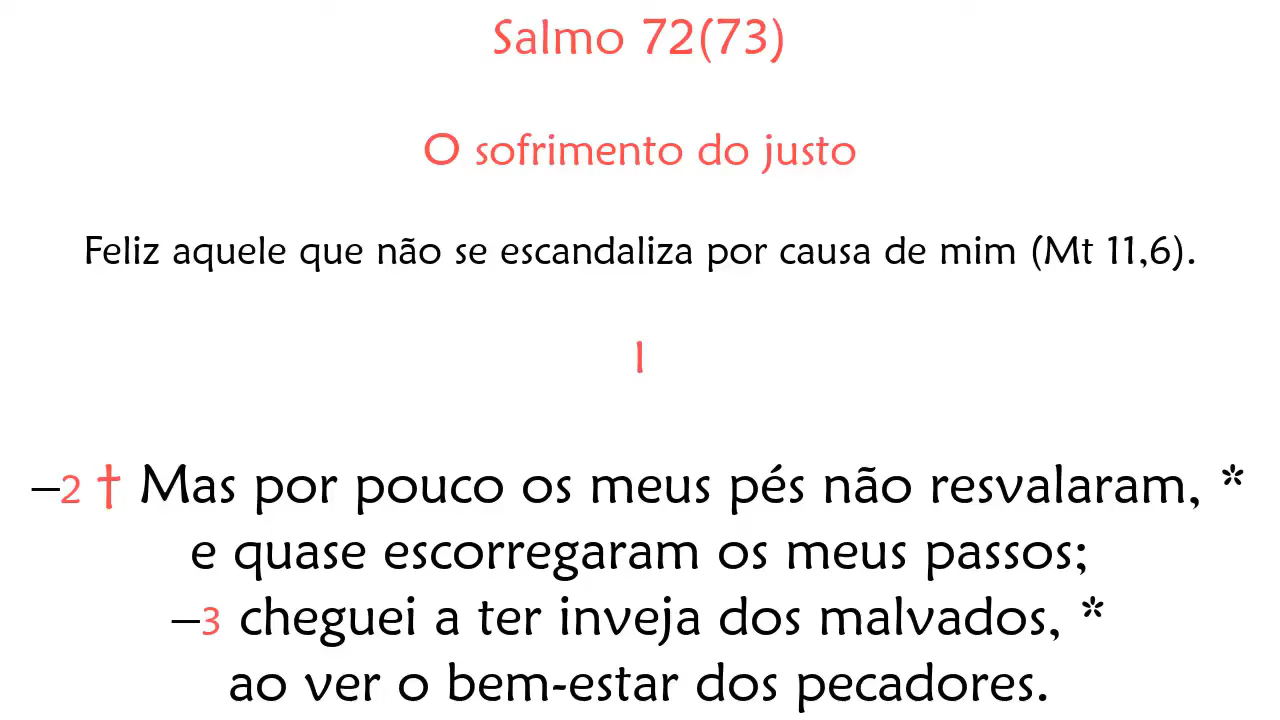 Salmo 72(73)
O sofrimento do justo
Feliz aquele que não se escandaliza por causa de mim (Mt 11,6).
I
–2 † Mas por pouco os meus pés não resvalaram, *
e quase escorregaram os meus passos;
–3 cheguei a ter inveja dos malvados, *
ao ver o bem-estar dos pecadores.